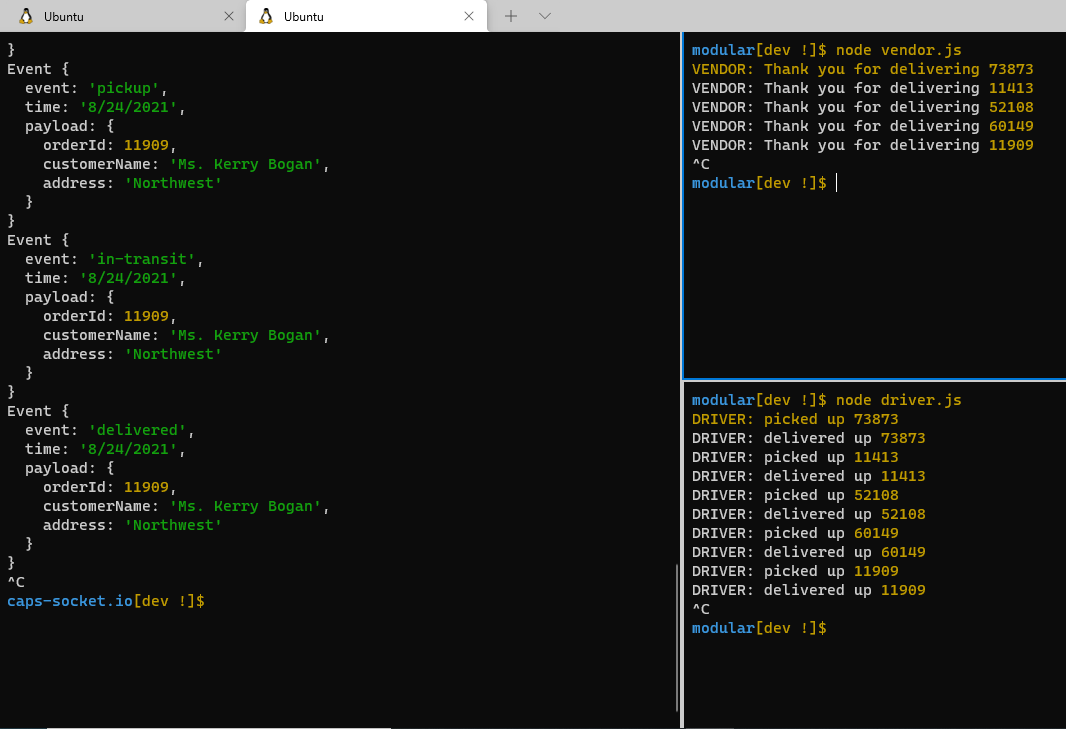 Ubuntu
Ubuntu
}
Event {
  event: 'pickup',
  time: '8/24/2021',
  payload: {
    orderId: 11909,
    customerName: 'Ms. Kerry Bogan',
    address: 'Northwest'
  }
}
Event {
  event: 'in-transit',
  time: '8/24/2021',
  payload: {
    orderId: 11909,
    customerName: 'Ms. Kerry Bogan',
    address: 'Northwest'
  }
}
Event {
  event: 'delivered',
  time: '8/24/2021',
  payload: {
    orderId: 11909,
    customerName: 'Ms. Kerry Bogan',
    address: 'Northwest'
  }
}
^C
caps-socket.io[dev !]$
modular[dev !]$ node vendor.js
VENDOR: Thank you for delivering 73873
VENDOR: Thank you for delivering 11413
VENDOR: Thank you for delivering 52108
VENDOR: Thank you for delivering 60149
VENDOR: Thank you for delivering 11909
^C
modular[dev !]$
modular[dev !]$ node driver.js
DRIVER: picked up 73873
DRIVER: delivered up 73873
DRIVER: picked up 11413
DRIVER: delivered up 11413
DRIVER: picked up 52108
DRIVER: delivered up 52108
DRIVER: picked up 60149
DRIVER: delivered up 60149
DRIVER: picked up 11909
DRIVER: delivered up 11909
^C
modular[dev !]$